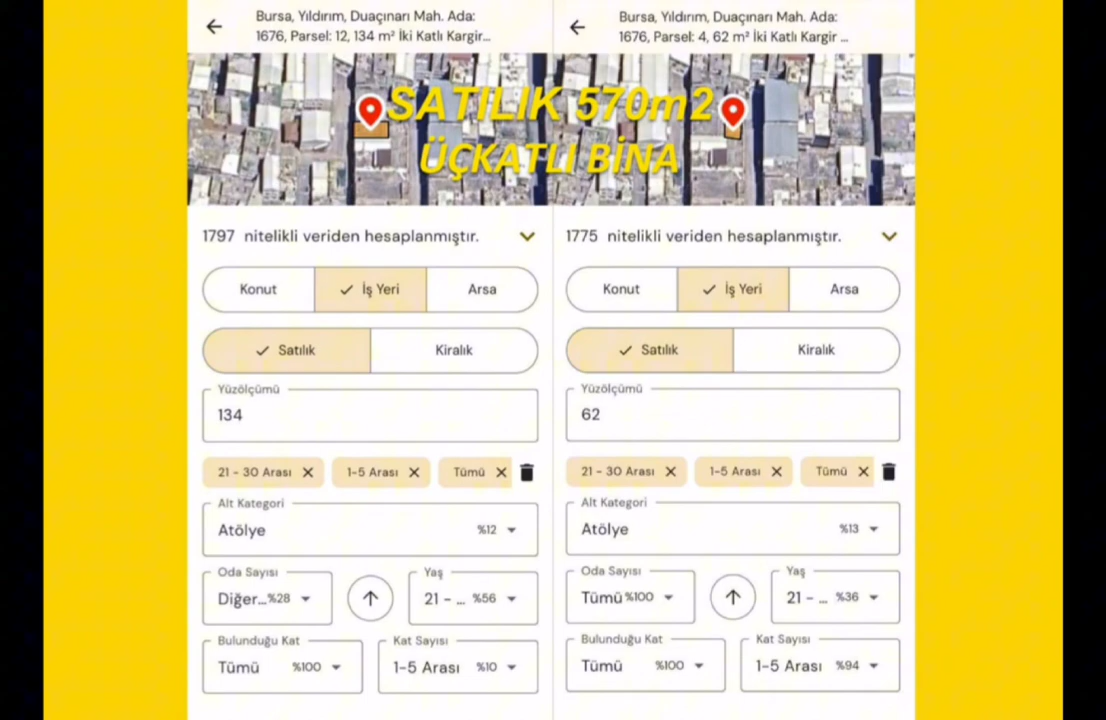 Bursa, Yıldırım, Duaçınarı Mah. Ada:
1676, Parsel: 12, 134 m² İki Katlı Kargir...
Bursa, Yıldırım, Duaçınarı Mah. Ada:
1676, Parsel: 4, 62 m² İki Katlı Kargir ...
SATILIK 570m2
ÜÇKATLI BİNA
1797 nitelikli veriden hesaplanmıştır.
Konut İş Yeri Arsa
Satılık Kiralık
Yüzölçümü
134
21 - 30 Arası 1-5 Arası Tümü
Alt Kategori
Atölye %12
Oda Sayısı Yaş
Diğer...%28 21 - ... %56
Bulunduğu Kat Kat Sayısı
Tümü %100 1-5 Arası %10
1775 nitelikli veriden hesaplanmıştır.
Konut İş Yeri Arsa
Satılık Kiralık
Yüzölçümü
62
21 - 30 Arası 1-5 Arası Tümü
Alt Kategori
Atölye %13
Oda Sayısı Yaş
Tümü %100 21 - ... %36
Bulunduğu Kat Kat Sayısı
Tümü %100 1-5 Arası %94